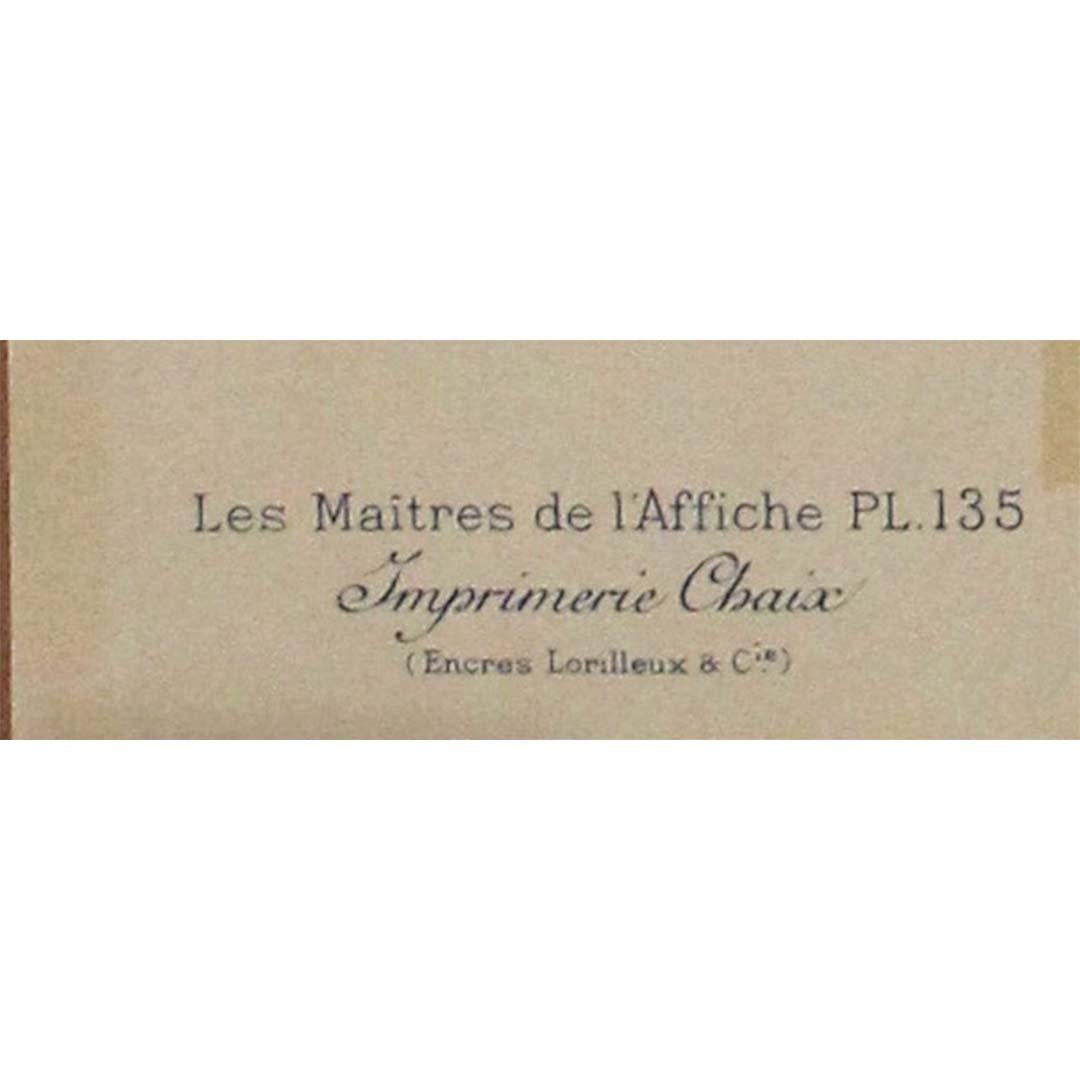 Les Maîtres de l'Affiche PL.135
Imprimerie Chaix
(Encres Lorilleux & Cie)